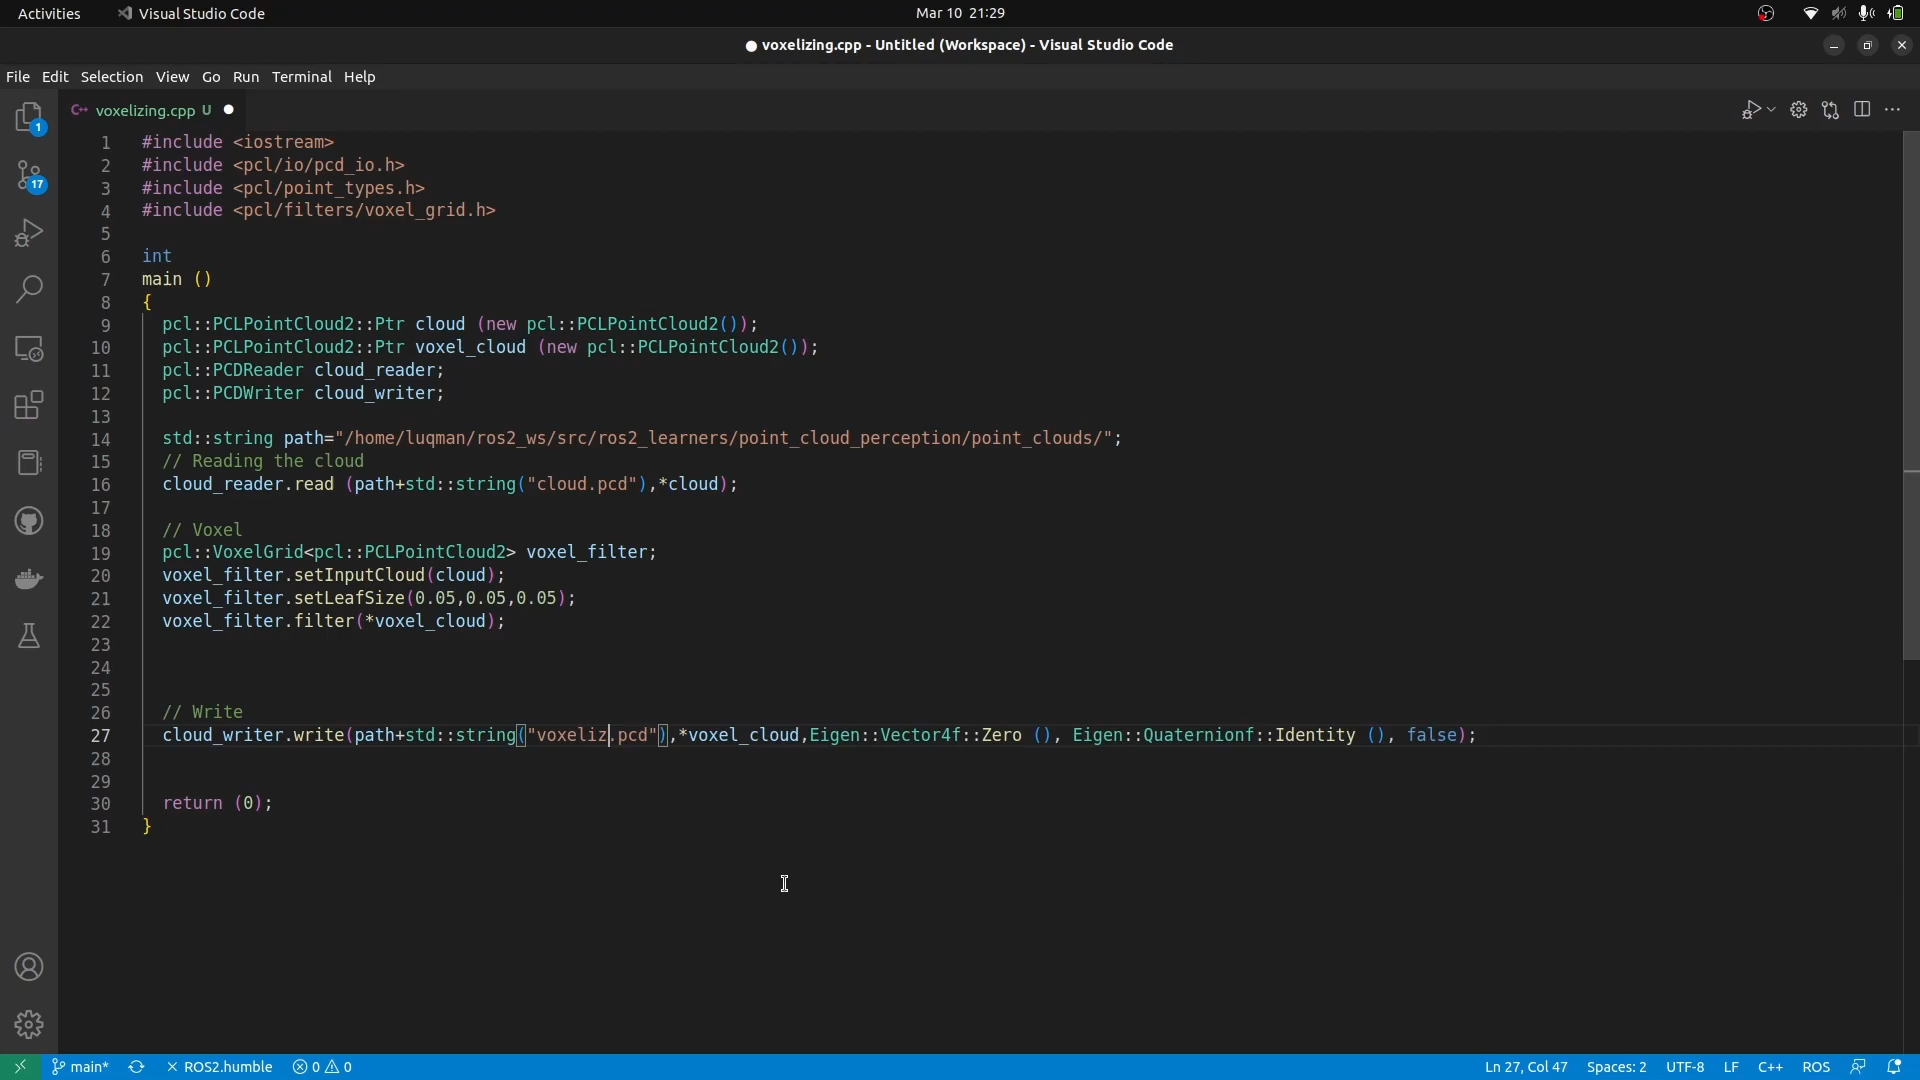 Activities Visual Studio Code Mar 10 21:29
● voxelizing.cpp - Untitled (Workspace) - Visual Studio Code
File Edit Selection View Go Run Terminal Help
voxelizing.cpp U
1 #include <iostream>
2 #include <pcl/io/pcd_io.h>
3 #include <pcl/point_types.h>
4 #include <pcl/filters/voxel_grid.h>
5
6 int
7 main ()
8 {
9 pcl::PCLPointCloud2::Ptr cloud (new pcl::PCLPointCloud2());
10 pcl::PCLPointCloud2::Ptr voxel_cloud (new pcl::PCLPointCloud2());
11 pcl::PCDReader cloud_reader;
12 pcl::PCDWriter cloud_writer;
13
14 std::string path="/home/luqman/ros2_ws/src/ros2_learners/point_cloud_perception/point_clouds/";
15 // Reading the cloud
16 cloud_reader.read (path+std::string("cloud.pcd"),*cloud);
17
18 // Voxel
19 pcl::VoxelGrid<pcl::PCLPointCloud2> voxel_filter;
20 voxel_filter.setInputCloud(cloud);
21 voxel_filter.setLeafSize(0.05,0.05,0.05);
22 voxel_filter.filter(*voxel_cloud);
23
24
25
26 // Write
27 cloud_writer.write(path+std::string("voxeliz.pcd"),*voxel_cloud,Eigen::Vector4f::Zero (), Eigen::Quaternionf::Identity (), false);
28
29
30 return (0);
31 }
1
17
main* ROS2.humble 0 0 Ln 27, Col 47 Spaces: 2 UTF-8 LF C++ ROS